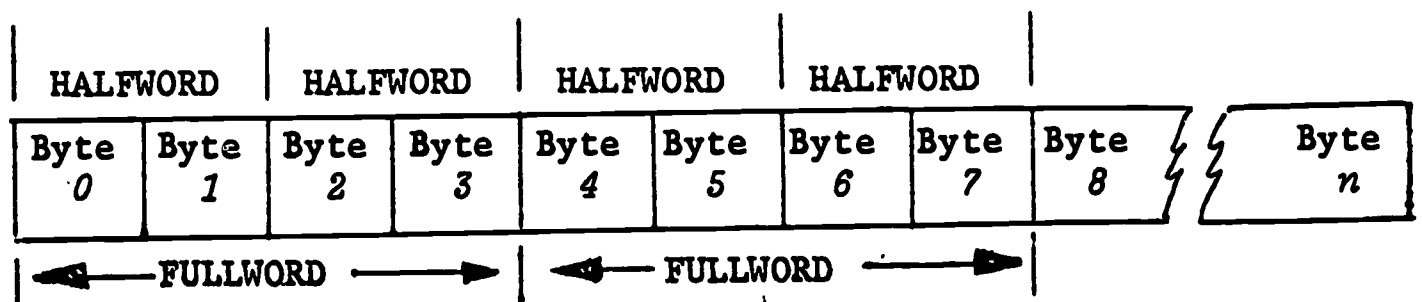 HALFWORD HALFWORD HALFWORD HALFWORD
Byte Byte Byte Byte Byte Byte Byte Byte Byte Byte
0 1 2 3 4 5 6 7 8 n
FULLWORD FULLWORD